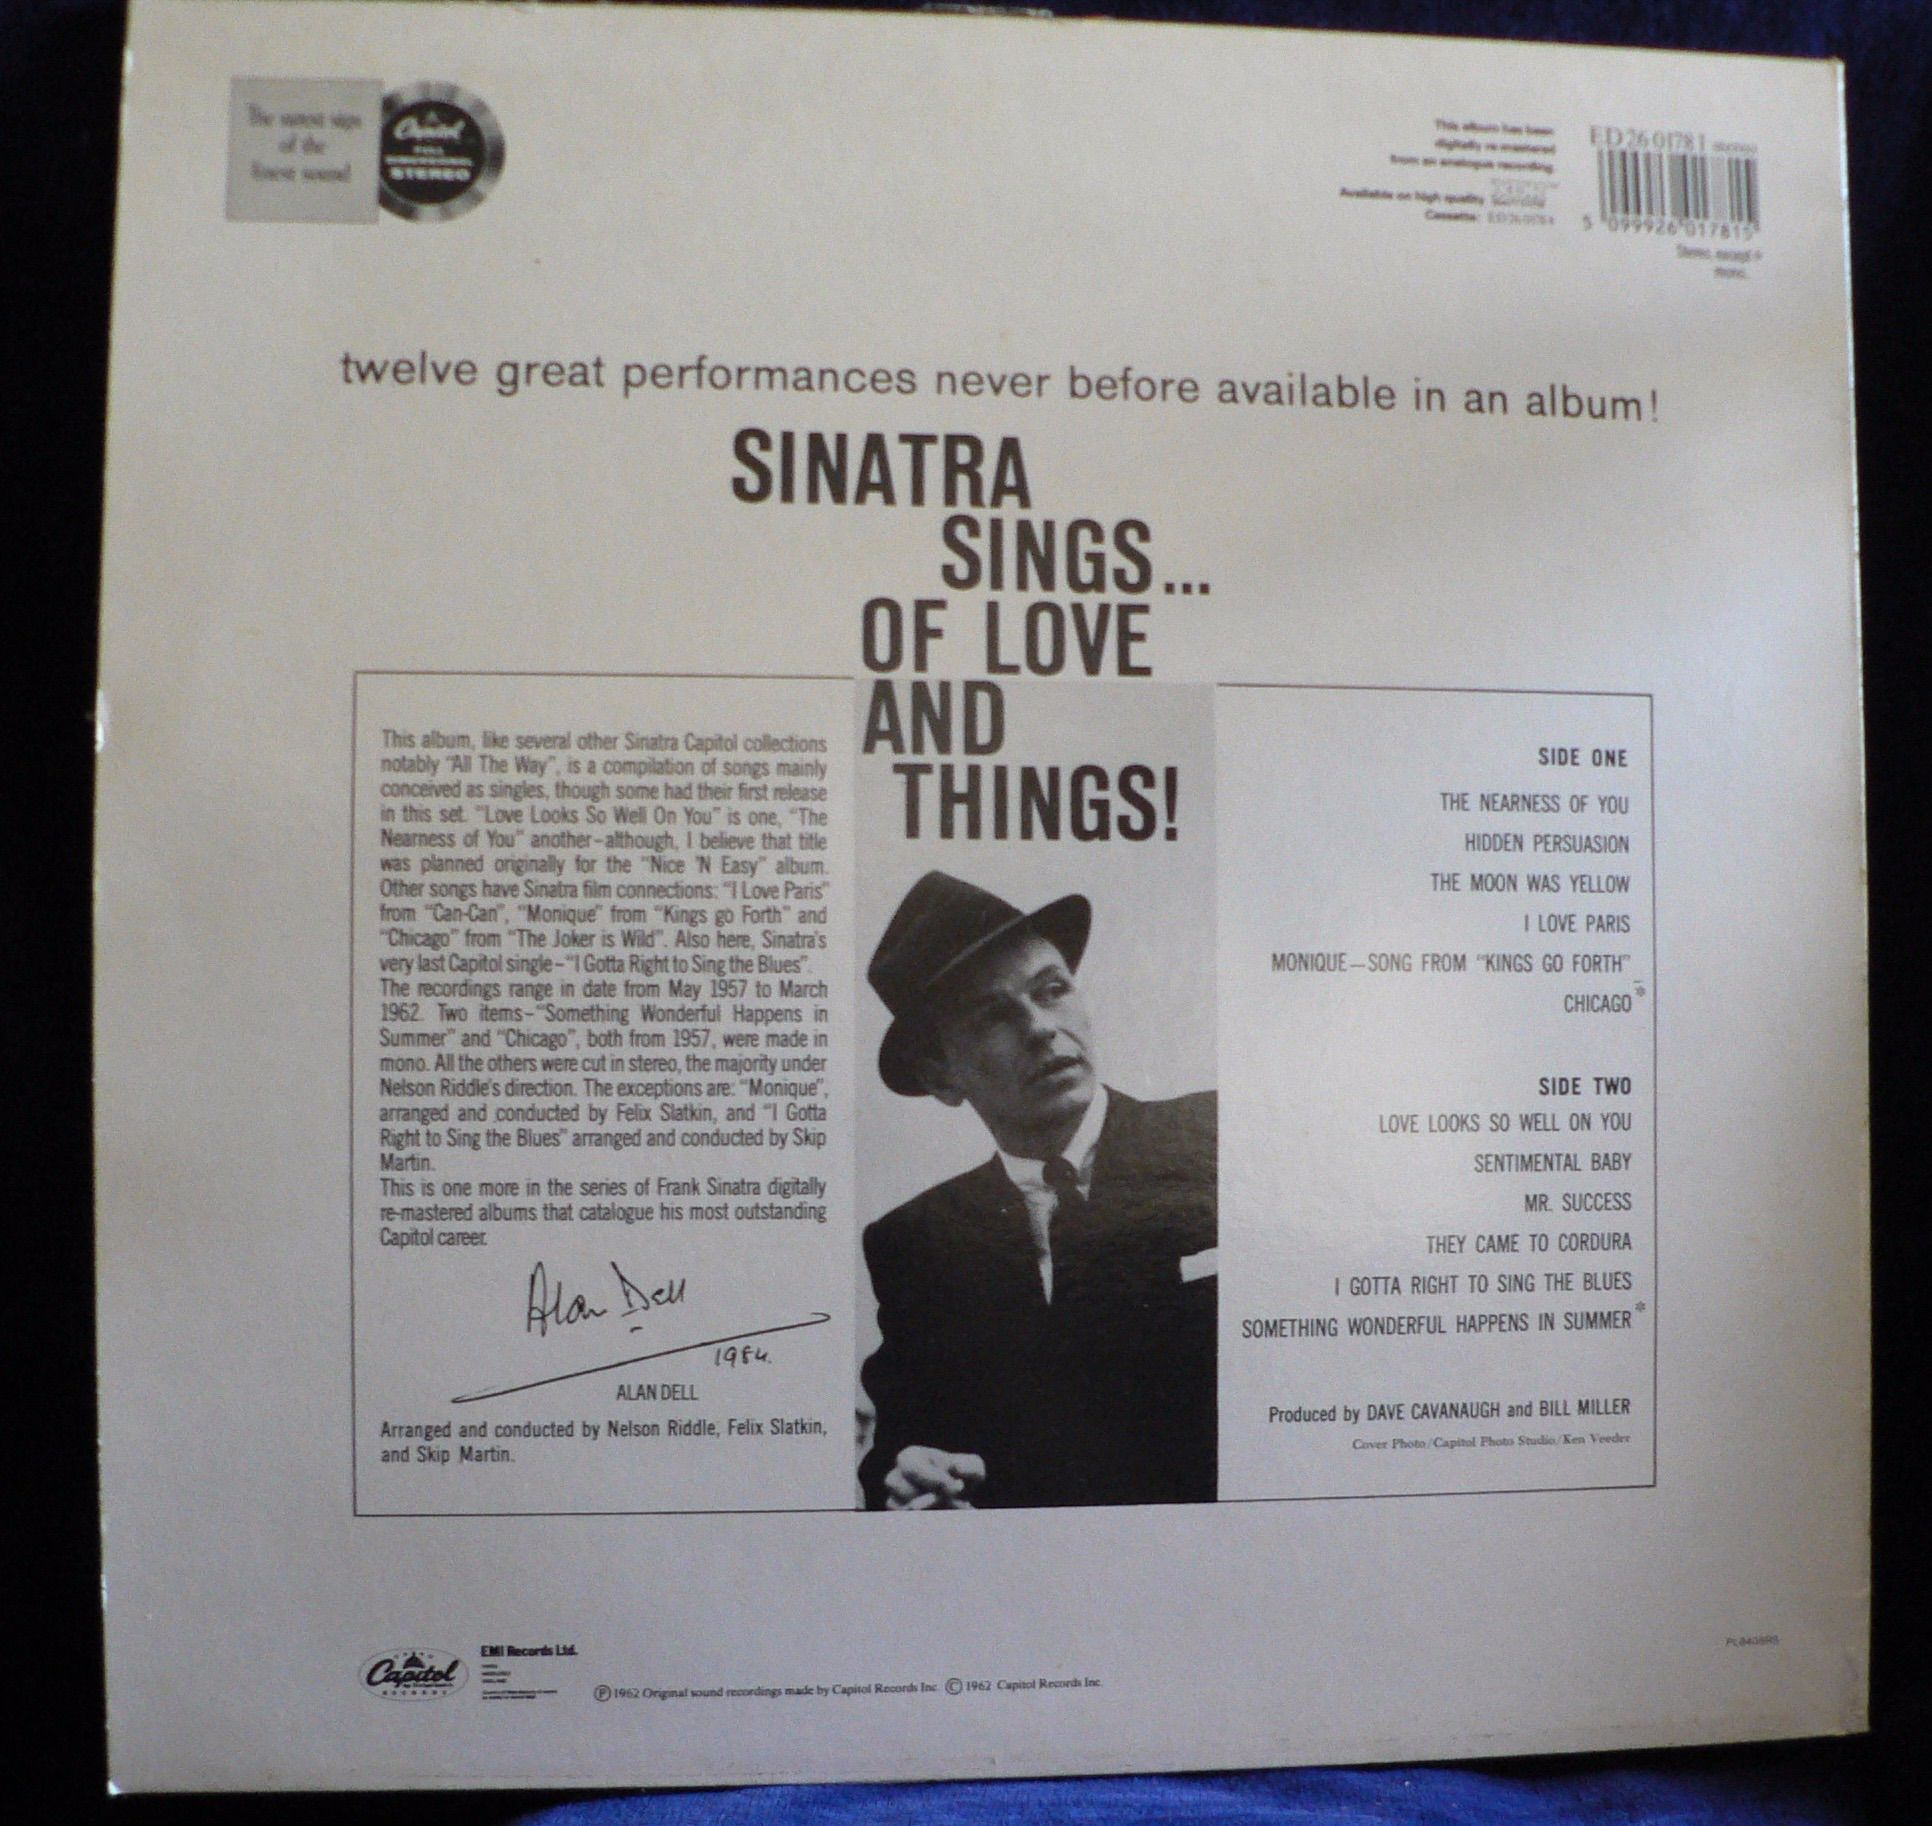 The surest sign
of the
finest sound
Capitol
FULL
DIMENSIONAL
STEREO
This album has been
digitally re-mastered
from an analogue recording.
Available on high quality
Cassette:
ED 26 0178 1
5 099926 017815
Stereo, except *
mono.
twelve great performances never before available in an album!
SINATRA
SINGS...
OF LOVE
AND
THINGS!
This album, like several other Sinatra Capitol collections
notably "All The Way", is a compilation of songs mainly
conceived as singles, though some had their first release
in this set. "Love Looks So Well On You" is one, "The
Nearness of You" another–although, I believe that title
was planned originally for the "Nice 'N Easy" album.
Other songs have Sinatra film connections: "I Love Paris"
from "Can-Can", "Monique" from "Kings go Forth" and
"Chicago" from "The Joker is Wild". Also here, Sinatra's
very last Capitol single–"I Gotta Right to Sing the Blues".
The recordings range in date from May 1957 to March
1962. Two items–"Something Wonderful Happens in
Summer" and "Chicago", both from 1957, were made in
mono. All the others were cut in stereo, the majority under
Nelson Riddle's direction. The exceptions are: "Monique",
arranged and conducted by Felix Slatkin, and "I Gotta
Right to Sing the Blues" arranged and conducted by Skip
Martin.
This is one more in the series of Frank Sinatra digitally
re-mastered albums that catalogue his most outstanding
Capitol career.
Alan Dell
1984.
ALAN DELL
Arranged and conducted by Nelson Riddle, Felix Slatkin,
and Skip Martin.
SIDE ONE
THE NEARNESS OF YOU
HIDDEN PERSUASION
THE MOON WAS YELLOW
I LOVE PARIS
MONIQUE—SONG FROM "KINGS GO FORTH"
CHICAGO*
SIDE TWO
LOVE LOOKS SO WELL ON YOU
SENTIMENTAL BABY
MR. SUCCESS
THEY CAME TO CORDURA
I GOTTA RIGHT TO SING THE BLUES
SOMETHING WONDERFUL HAPPENS IN SUMMER*
Produced by DAVE CAVANAUGH and BILL MILLER
Cover Photo/Capitol Photo Studio/Ken Veeder
Capitol
RECORDS
EMI Records Ltd.
Ⓟ 1962 Original sound recordings made by Capitol Records Inc. © 1962 Capitol Records Inc.